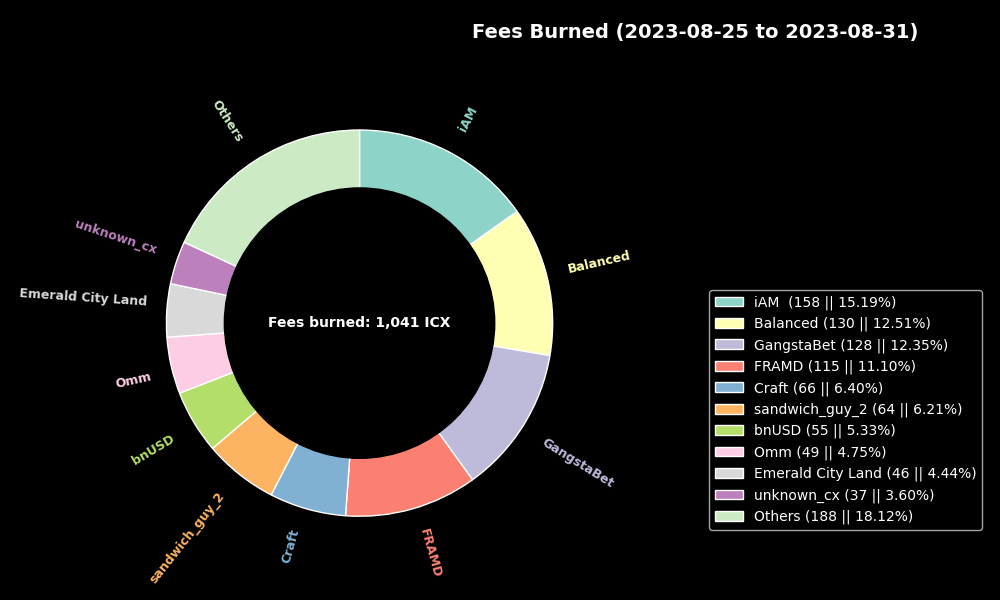 Fees Burned (2023-08-25 to 2023-08-31)
Others
iAM
unknown_cx
Balanced
Emerald City Land
Fees burned: 1,041 ICX
Omm
bnUSD
GangstaBet
sandwich_guy_2
Craft
FRAMD
iAM  (158 || 15.19%)
Balanced (130 || 12.51%)
GangstaBet (128 || 12.35%)
FRAMD (115 || 11.10%)
Craft (66 || 6.40%)
sandwich_guy_2 (64 || 6.21%)
bnUSD (55 || 5.33%)
Omm (49 || 4.75%)
Emerald City Land (46 || 4.44%)
unknown_cx (37 || 3.60%)
Others (188 || 18.12%)